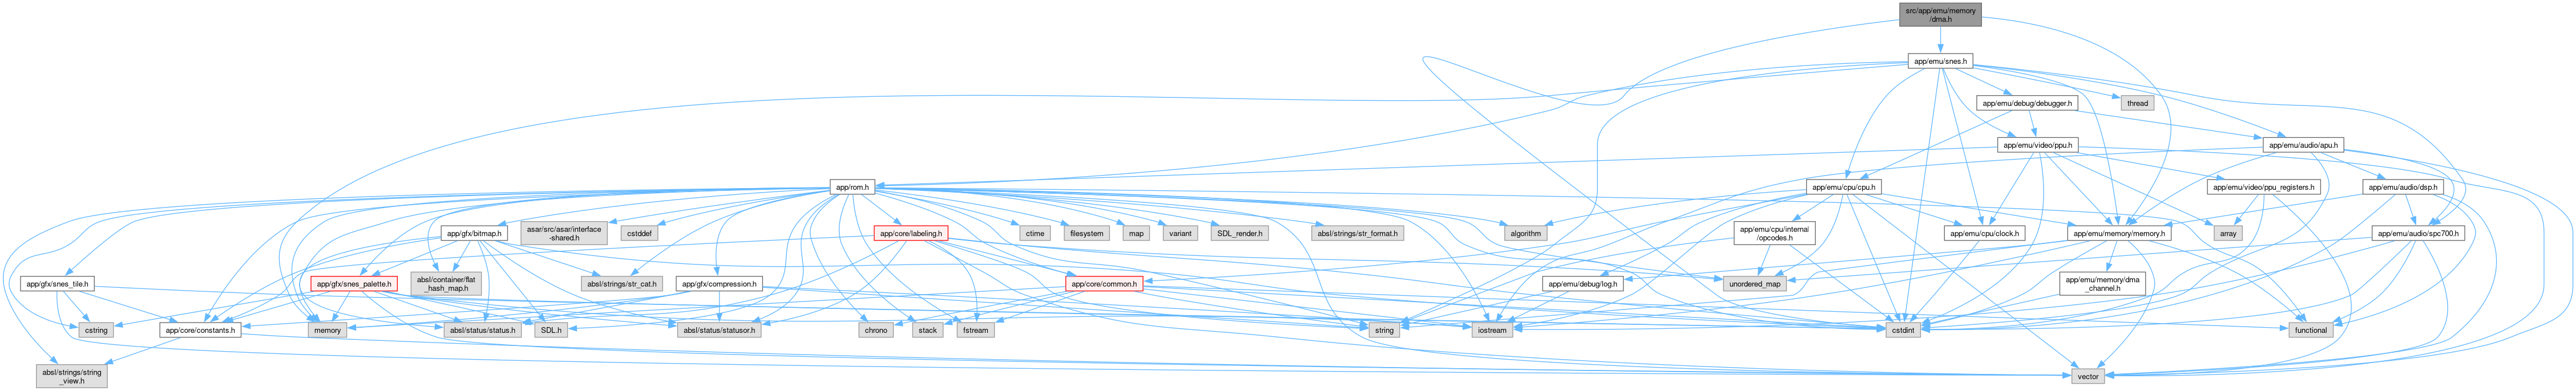 src/app/emu/memory
/dma.h
app/emu/snes.h
app/emu/debug/debugger.h
thread
app/emu/video/ppu.h
app/emu/audio/apu.h
app/rom.h
app/emu/cpu/cpu.h
app/emu/video/ppu_registers.h
app/emu/audio/dsp.h
asar/src/asar/interface
-shared.h
cstddef
app/gfx/bitmap.h
app/core/labeling.h
ctime
filesystem
map
variant
SDL_render.h
absl/strings/str_format.h
algorithm
app/emu/cpu/internal
/opcodes.h
app/emu/cpu/clock.h
app/emu/memory/memory.h
array
app/emu/audio/spc700.h
app/gfx/snes_tile.h
app/gfx/snes_palette.h
absl/container/flat
_hash_map.h
absl/strings/str_cat.h
app/gfx/compression.h
app/core/common.h
app/emu/debug/log.h
unordered_map
app/emu/memory/dma
_channel.h
cstring
app/core/constants.h
memory
absl/status/status.h
SDL.h
absl/status/statusor.h
chrono
stack
fstream
string
iostream
cstdint
functional
absl/strings/string
_view.h
vector